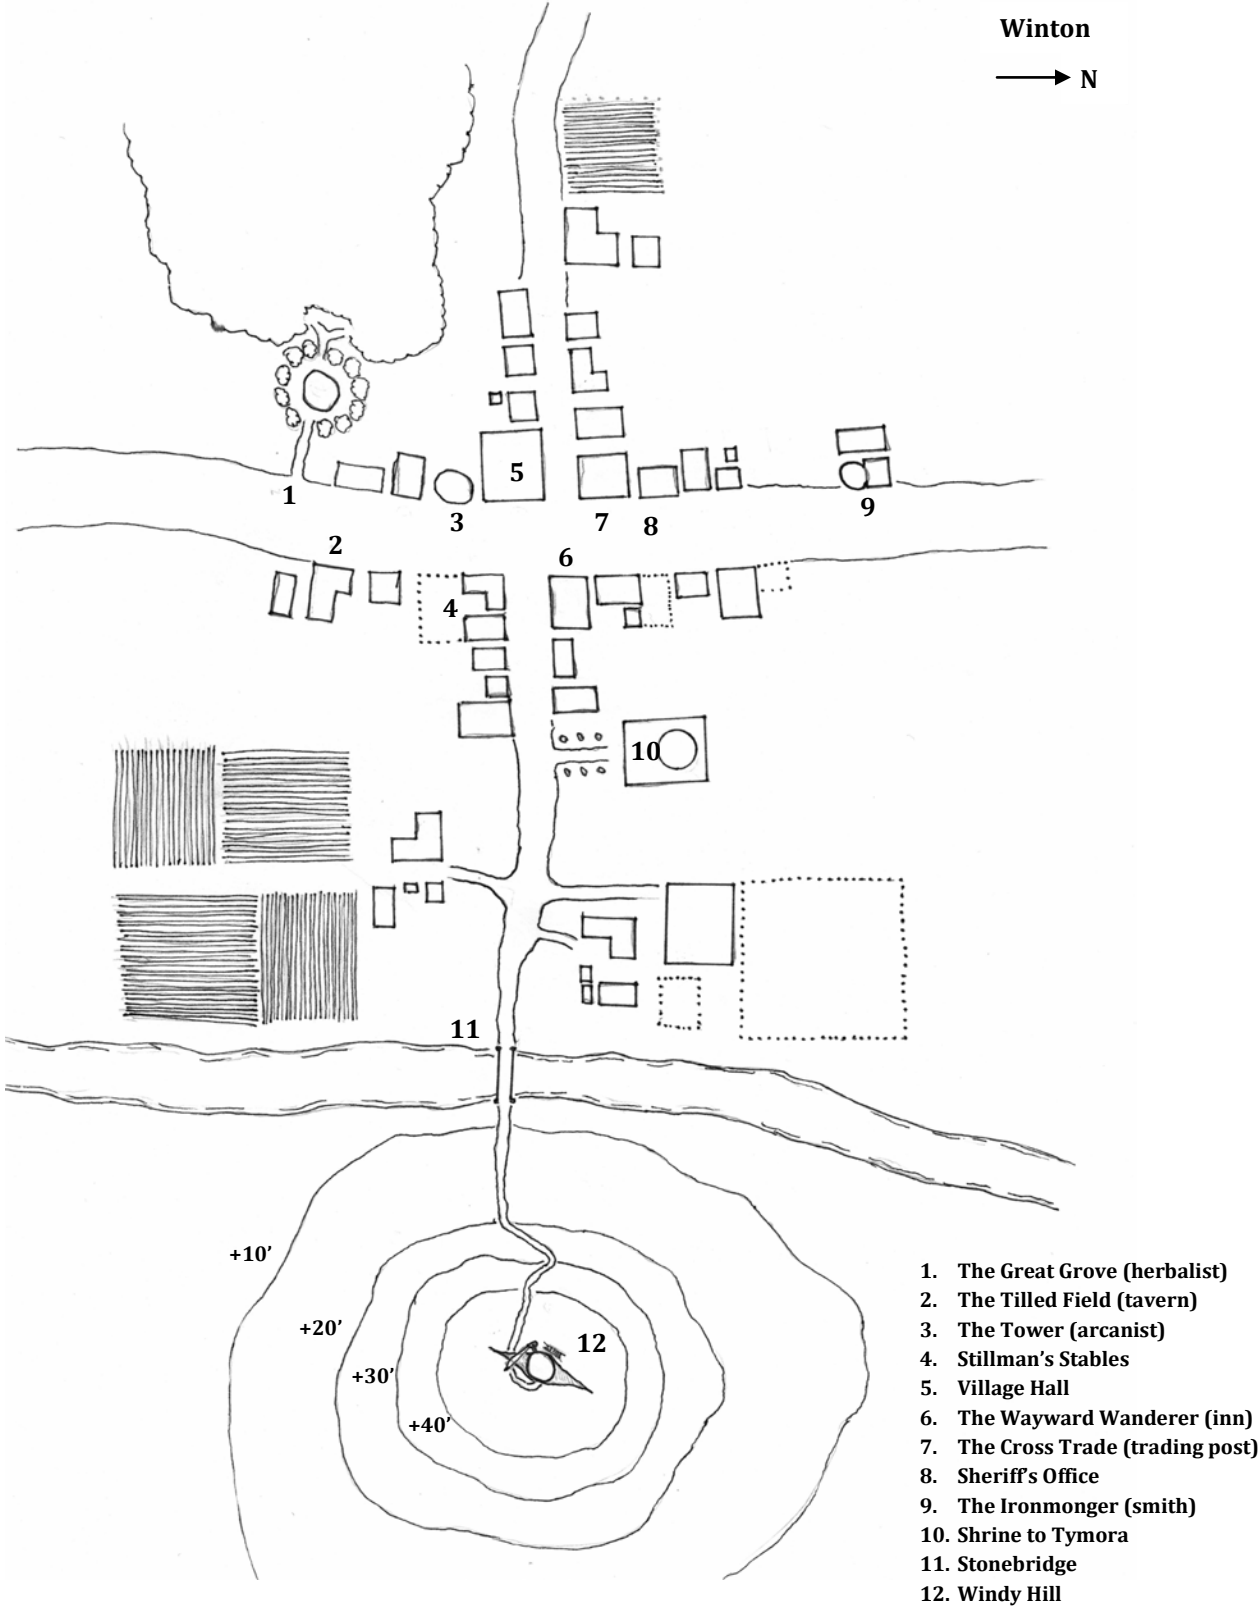 Winton
N
5
1
3
7
8
9
2
6
4
10
11
+10’
+20’
+30’
+40’
12
1. The Great Grove (herbalist)
2. The Tilled Field (tavern)
3. The Tower (arcanist)
4. Stillman’s Stables
5. Village Hall
6. The Wayward Wanderer (inn)
7. The Cross Trade (trading post)
8. Sheriff’s Office
9. The Ironmonger (smith)
10. Shrine to Tymora
11. Stonebridge
12. Windy Hill